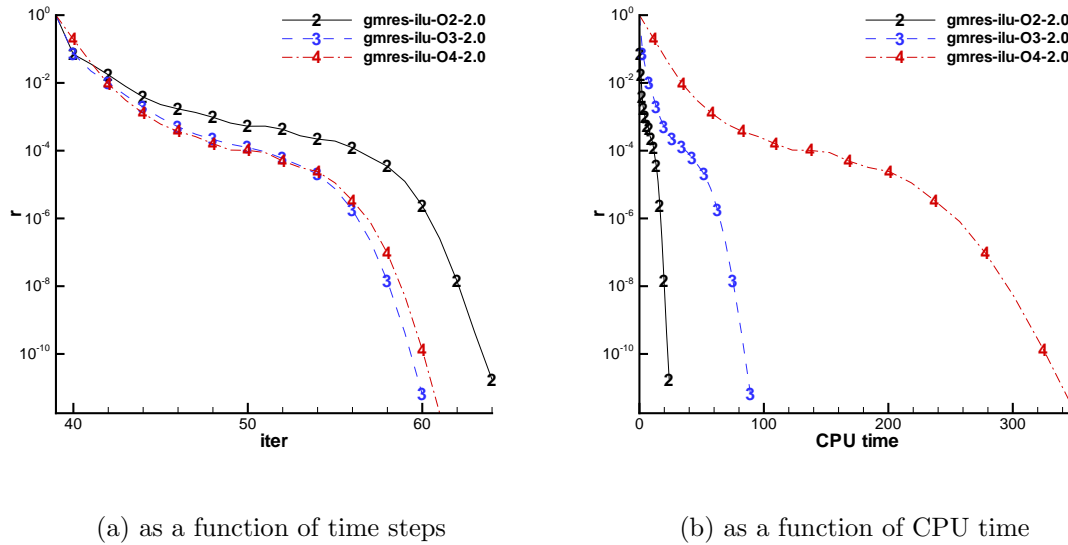 r
10^0
10^-2
10^-4
10^-6
10^-8
10^-10
40
50
60
iter
2 gmres-ilu-O2-2.0
3 gmres-ilu-O3-2.0
4 gmres-ilu-O4-2.0
(a) as a function of time steps
r
10^0
10^-2
10^-4
10^-6
10^-8
10^-10
0
100
200
300
CPU time
2 gmres-ilu-O2-2.0
3 gmres-ilu-O3-2.0
4 gmres-ilu-O4-2.0
(b) as a function of CPU time